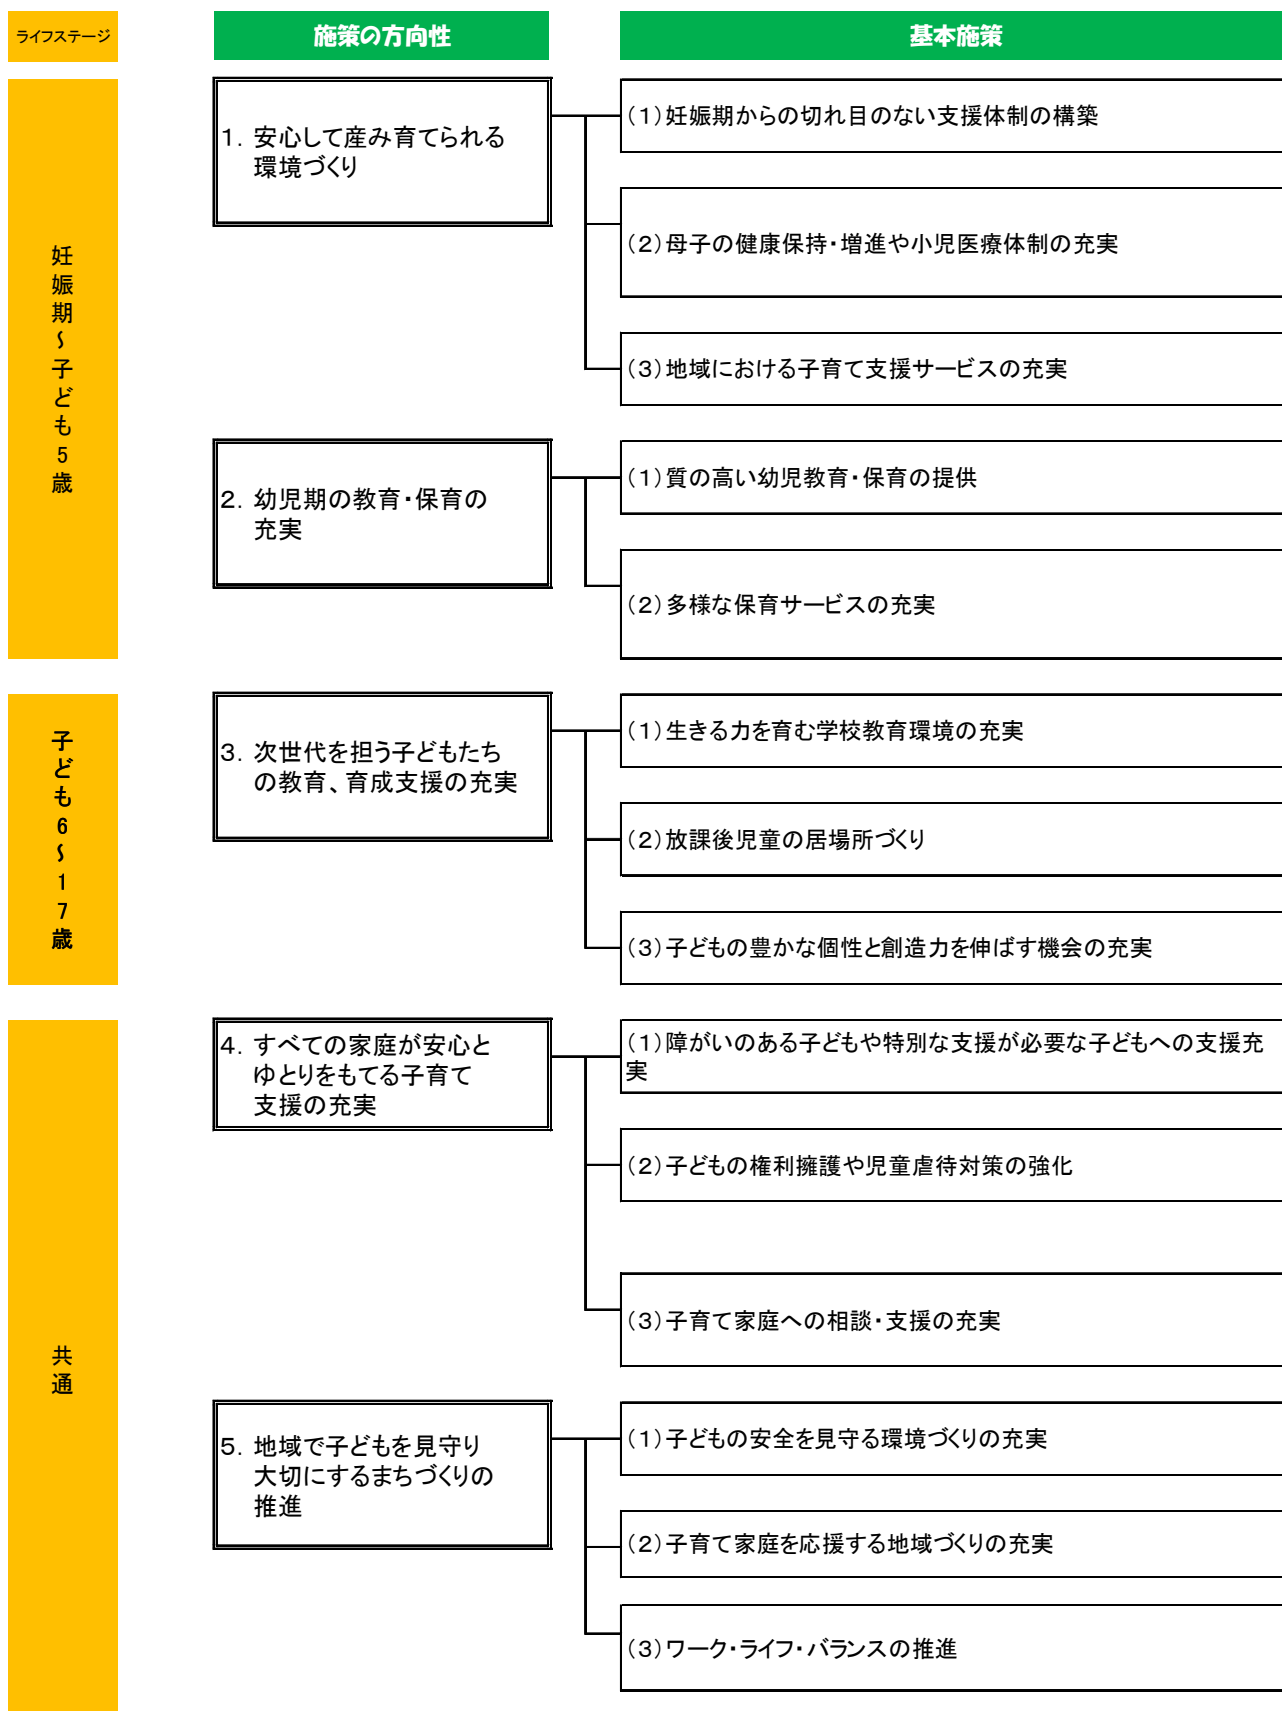 ライフステージ
施策の方向性
基本施策
妊娠期～子ども5歳
1. 安心して産み育てられる
環境づくり
(1)妊娠期からの切れ目のない支援体制の構築
(2)母子の健康保持・増進や小児医療体制の充実
(3)地域における子育て支援サービスの充実
2. 幼児期の教育・保育の
充実
(1)質の高い幼児教育・保育の提供
(2)多様な保育サービスの充実
子ども6～17歳
3. 次世代を担う子どもたち
の教育、育成支援の充実
(1)生きる力を育む学校教育環境の充実
(2)放課後児童の居場所づくり
(3)子どもの豊かな個性と創造力を伸ばす機会の充実
共通
4. すべての家庭が安心と
ゆとりをもてる子育て
支援の充実
(1)障がいのある子どもや特別な支援が必要な子どもへの支援充
実
(2)子どもの権利擁護や児童虐待対策の強化
(3)子育て家庭への相談・支援の充実
5. 地域で子どもを見守り
大切にするまちづくりの
推進
(1)子どもの安全を見守る環境づくりの充実
(2)子育て家庭を応援する地域づくりの充実
(3)ワーク・ライフ・バランスの推進